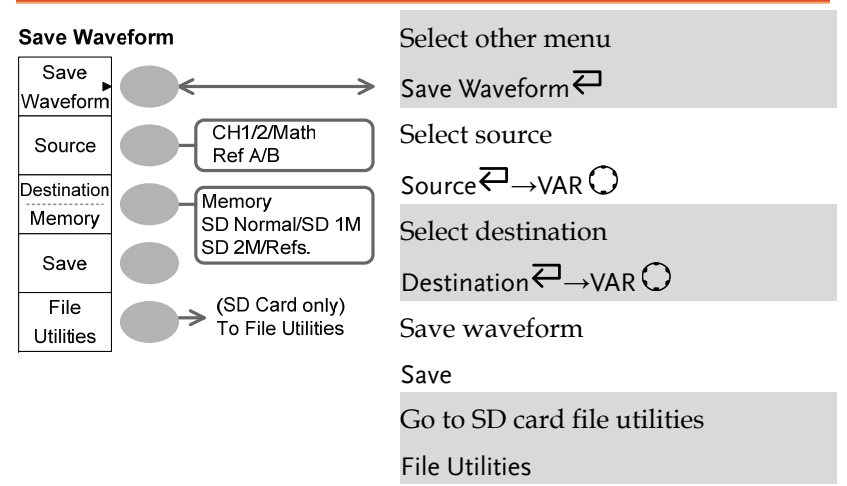 Save Waveform
Save
Waveform
Source
CH1/2/Math
Ref A/B
Destination
Memory
Memory
SD Normal/SD 1M
SD 2M/Refs.
Save
File
Utilities
(SD Card only)
To File Utilities
Select other menu
Save Waveform
Select source
Source →VAR
Select destination
Destination →VAR
Save waveform
Save
Go to SD card file utilities
File Utilities